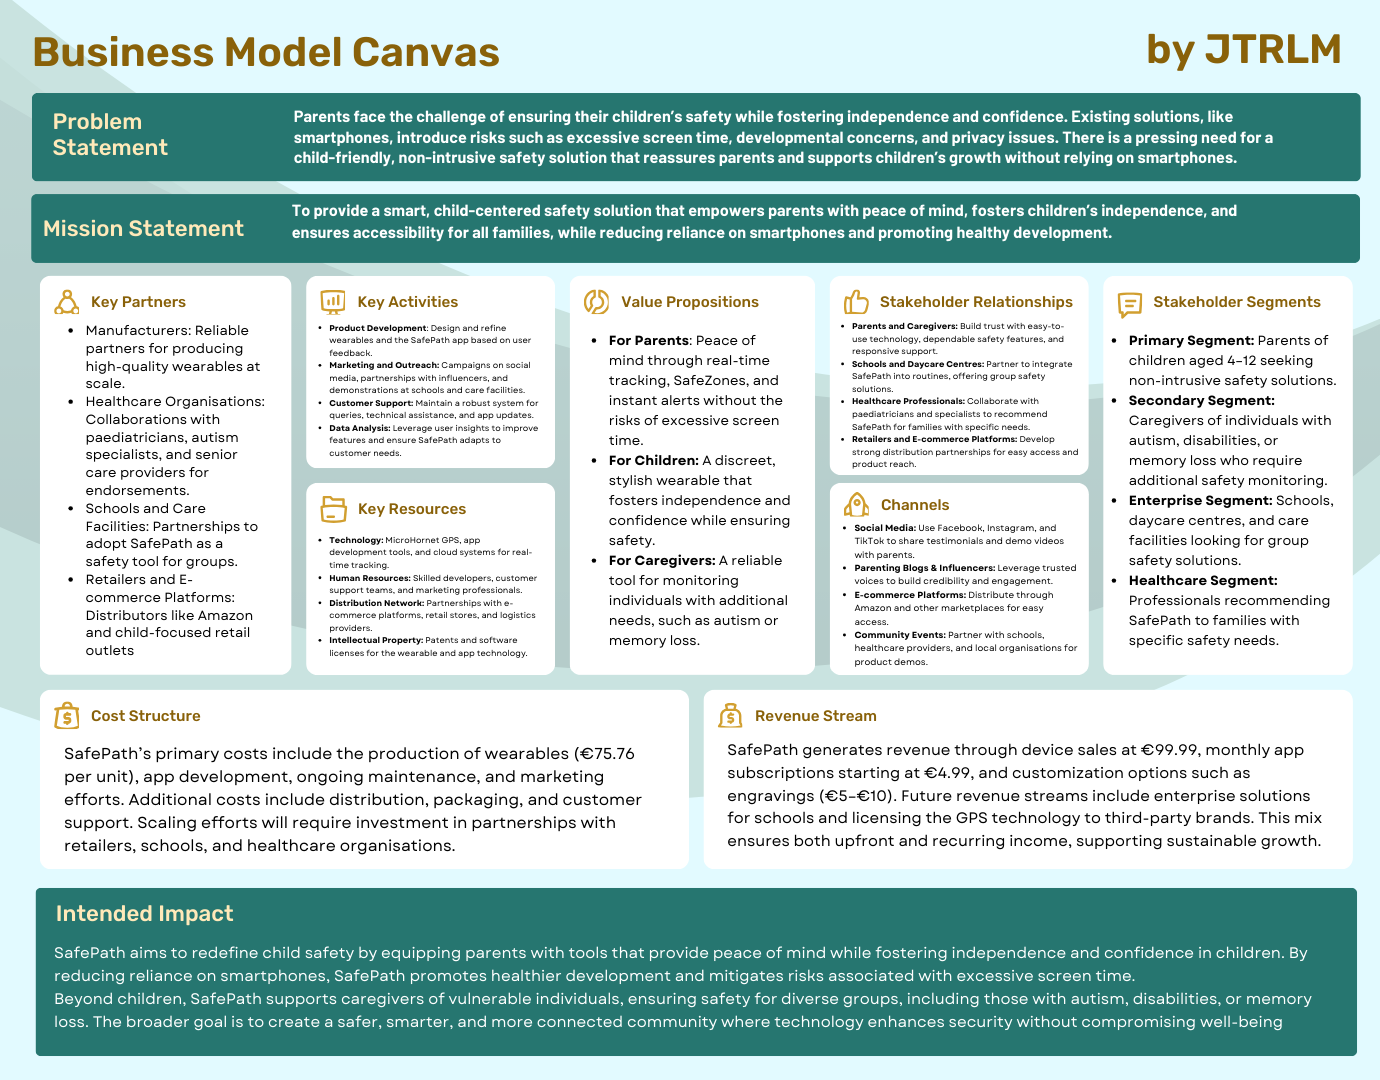 Business Model Canvas
by JTRLM
Problem
Statement
Parents face the challenge of ensuring their children’s safety while fostering independence and confidence. Existing solutions, like
smartphones, introduce risks such as excessive screen time, developmental concerns, and privacy issues. There is a pressing need for a
child-friendly, non-intrusive safety solution that reassures parents and supports children’s growth without relying on smartphones.
Mission Statement
To provide a smart, child-centered safety solution that empowers parents with peace of mind, fosters children’s independence, and
ensures accessibility for all families, while reducing reliance on smartphones and promoting healthy development.
Key Partners
• Manufacturers: Reliable
partners for producing
high-quality wearables at
scale.
• Healthcare Organisations:
Collaborations with
paediatricians, autism
specialists, and senior
care providers for
endorsements.
• Schools and Care
Facilities: Partnerships to
adopt SafePath as a
safety tool for groups.
• Retailers and E-
commerce Platforms:
Distributors like Amazon
and child-focused retail
outlets
Key Activities
• Product Development: Design and refine
wearables and the SafePath app based on user
feedback.
• Marketing and Outreach: Campaigns on social
media, partnerships with influencers, and
demonstrations at schools and care facilities.
• Customer Support: Maintain a robust system for
queries, technical assistance, and app updates.
• Data Analysis: Leverage user insights to improve
features and ensure SafePath adapts to
customer needs.
Key Resources
• Technology: MicroHornet GPS, app
development tools, and cloud systems for real-
time tracking.
• Human Resources: Skilled developers, customer
support teams, and marketing professionals.
• Distribution Network: Partnerships with e-
commerce platforms, retail stores, and logistics
providers.
• Intellectual Property: Patents and software
licenses for the wearable and app technology.
Value Propositions
• For Parents: Peace of
mind through real-time
tracking, SafeZones, and
instant alerts without the
risks of excessive screen
time.
• For Children: A discreet,
stylish wearable that
fosters independence and
confidence while ensuring
safety.
• For Caregivers: A reliable
tool for monitoring
individuals with additional
needs, such as autism or
memory loss.
Stakeholder Relationships
• Parents and Caregivers: Build trust with easy-to-
use technology, dependable safety features, and
responsive support.
• Schools and Daycare Centres: Partner to integrate
SafePath into routines, offering group safety
solutions.
• Healthcare Professionals: Collaborate with
paediatricians and specialists to recommend
SafePath for families with specific needs.
• Retailers and E-commerce Platforms: Develop
strong distribution partnerships for easy access and
product reach.
Channels
• Social Media: Use Facebook, Instagram, and
TikTok to share testimonials and demo videos
with parents.
• Parenting Blogs & Influencers: Leverage trusted
voices to build credibility and engagement.
• E-commerce Platforms: Distribute through
Amazon and other marketplaces for easy
access.
• Community Events: Partner with schools,
healthcare providers, and local organisations for
product demos.
Stakeholder Segments
• Primary Segment: Parents of
children aged 4–12 seeking
non-intrusive safety solutions.
• Secondary Segment:
Caregivers of individuals with
autism, disabilities, or
memory loss who require
additional safety monitoring.
• Enterprise Segment: Schools,
daycare centres, and care
facilities looking for group
safety solutions.
• Healthcare Segment:
Professionals recommending
SafePath to families with
specific safety needs.
Cost Structure
SafePath’s primary costs include the production of wearables (€75.76
per unit), app development, ongoing maintenance, and marketing
efforts. Additional costs include distribution, packaging, and customer
support. Scaling efforts will require investment in partnerships with
retailers, schools, and healthcare organisations.
Revenue Stream
SafePath generates revenue through device sales at €99.99, monthly app
subscriptions starting at €4.99, and customization options such as
engravings (€5–€10). Future revenue streams include enterprise solutions
for schools and licensing the GPS technology to third-party brands. This mix
ensures both upfront and recurring income, supporting sustainable growth.
Intended Impact
SafePath aims to redefine child safety by equipping parents with tools that provide peace of mind while fostering independence and confidence in children. By
reducing reliance on smartphones, SafePath promotes healthier development and mitigates risks associated with excessive screen time.
Beyond children, SafePath supports caregivers of vulnerable individuals, ensuring safety for diverse groups, including those with autism, disabilities, or memory
loss. The broader goal is to create a safer, smarter, and more connected community where technology enhances security without compromising well-being